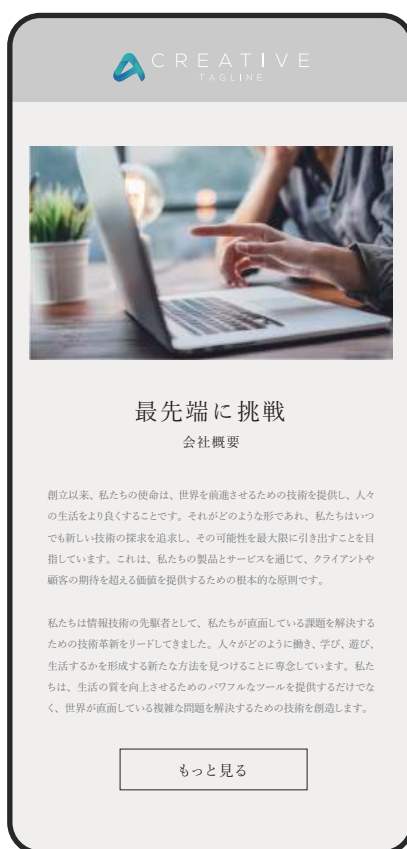 CREATIVE
TAGLINE
最先端に挑戦
会社概要
創立以来、私たちの使命は、世界を前進させるための技術を提供し、人々
の生活をより良くすることです。それがどのような形であれ、私たちはいつ
でも新しい技術の探求を追求し、その可能性を最大限に引き出すことを目
指しています。これは、私たちの製品とサービスを通じて、クライアントや
顧客の期待を超える価値を提供するための根本的な原則です。
私たちは情報技術の先駆者として、私たちが直面している課題を解決する
ための技術革新をリードしてきました。人々がどのように働き、学び、遊び、
生活するかを形成する新たな方法を見つけることに専念しています。私た
ちは、生活の質を向上させるためのパワフルなツールを提供するだけでな
く、世界が直面している複雑な問題を解決するための技術を創造します。
もっと見る